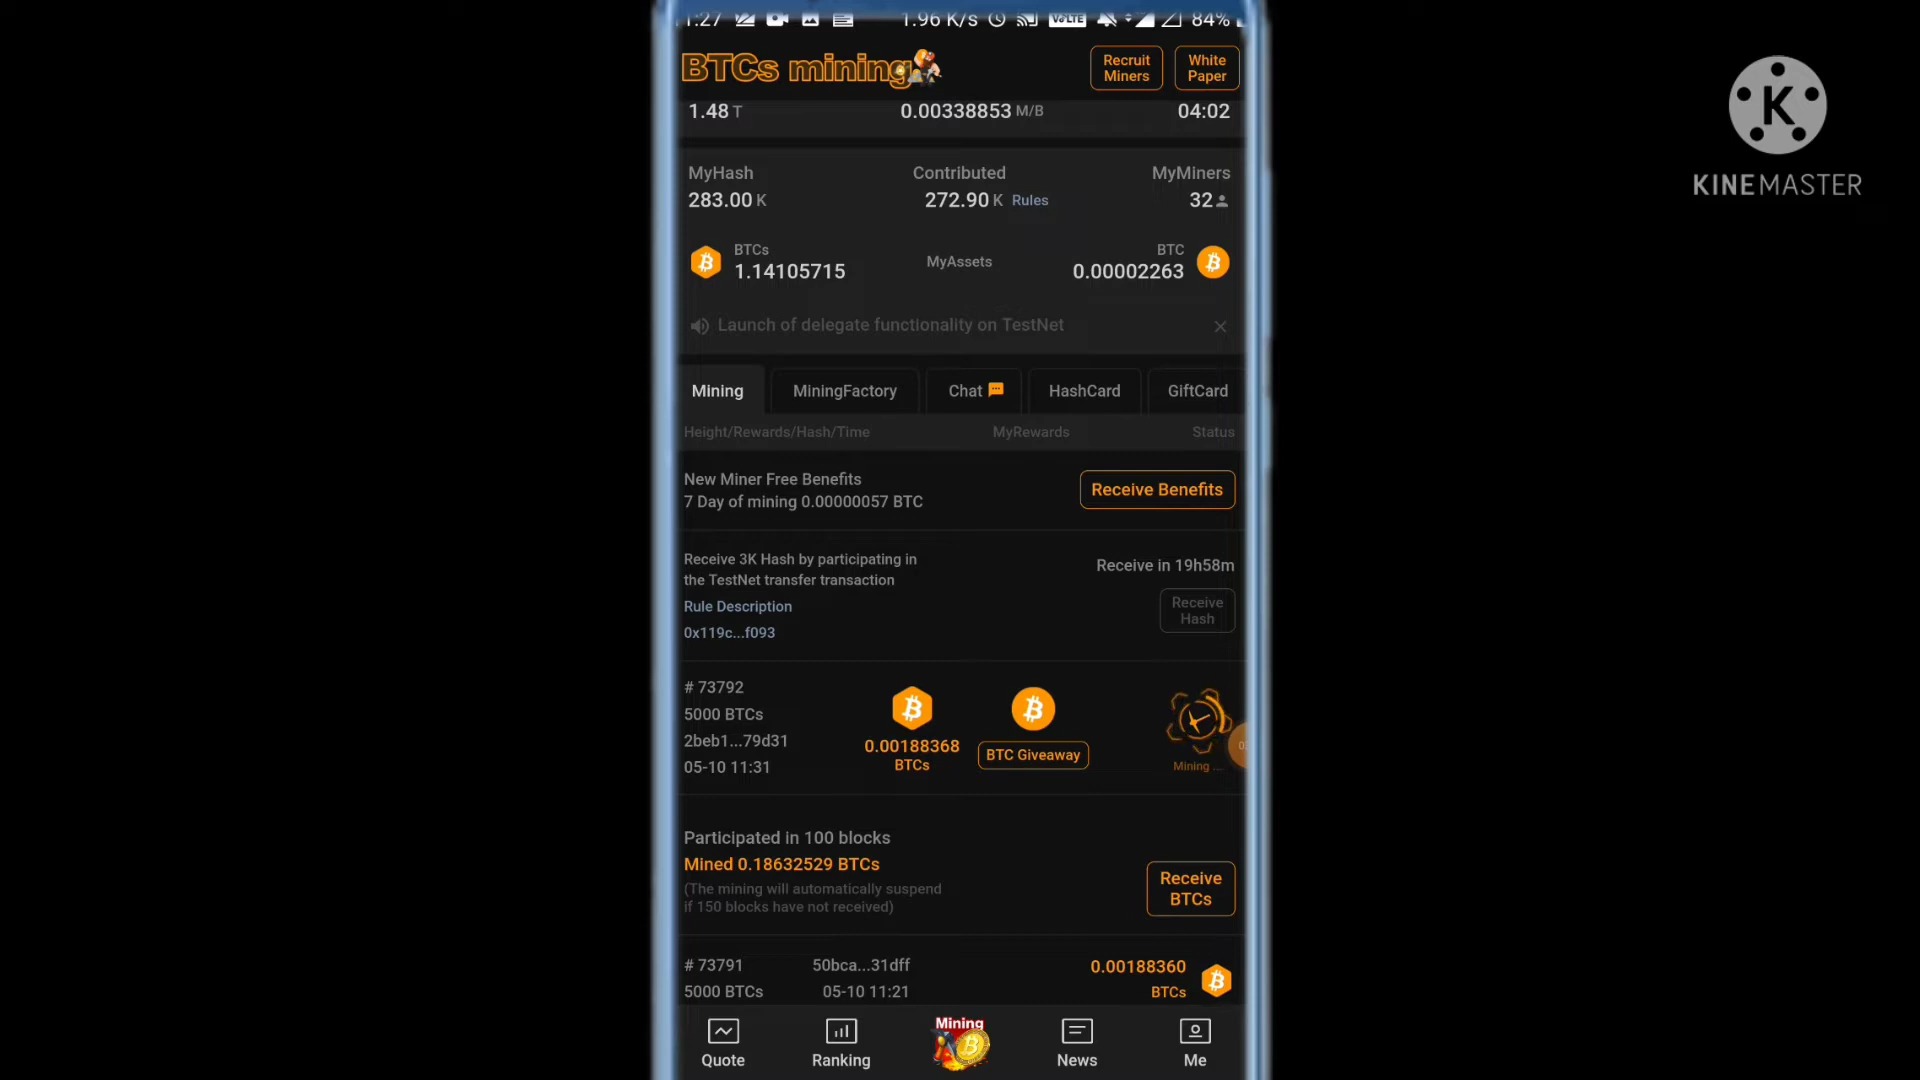 1:27 1.96 K/s VoLTE 84%
BTCs mining
Recruit Miners
White Paper
1.48 T 0.00338853 M/B 04:02
MyHash Contributed MyMiners
283.00 K 272.90 K Rules 32
BTCs MyAssets BTC
1.14105715 0.00002263
Launch of delegate functionality on TestNet
Mining MiningFactory Chat HashCard GiftCard
Height/Rewards/Hash/Time MyRewards Status
New Miner Free Benefits
7 Day of mining 0.00000057 BTC
Receive Benefits
Receive 3K Hash by participating in
the TestNet transfer transaction
Rule Description
0x119c...f093
Receive in 19h58m
Receive
Hash
# 73792
5000 BTCs
2beb1...79d31
05-10 11:31
0.00188368
BTCs
BTC Giveaway
Mining ...
Participated in 100 blocks
Mined 0.18632529 BTCs
(The mining will automatically suspend
if 150 blocks have not received)
Receive
BTCs
# 73791 50bca...31dff 0.00188360
5000 BTCs 05-10 11:21 BTCs
Mining
Quote Ranking News Me
K
KINEMASTER